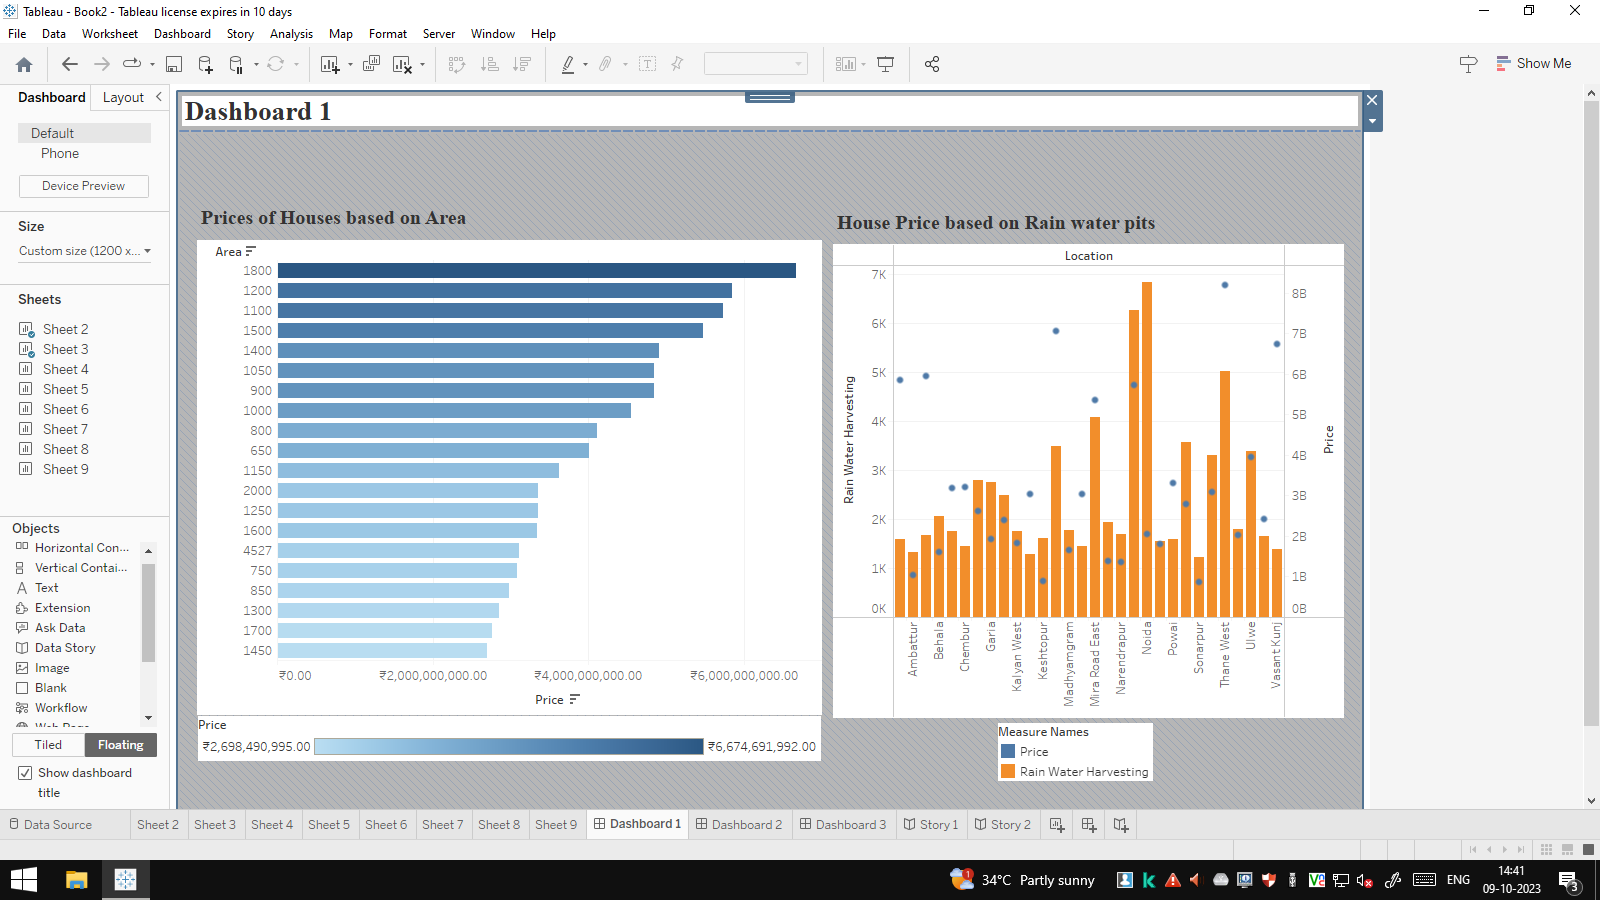 Tableau - Book2 - Tableau license expires in 10 days
File Data Worksheet Dashboard Story Analysis Map Format Server Window Help
Show Me
Dashboard Layout
Default
Phone
Device Preview
Size
Custom size (1200 x...
Sheets
Sheet 2
Sheet 3
Sheet 4
Sheet 5
Sheet 6
Sheet 7
Sheet 8
Sheet 9
Objects
Horizontal Con...
Vertical Contai...
Text
Extension
Ask Data
Data Story
Image
Blank
Workflow
Tiled Floating
Show dashboard
title
Dashboard 1
Prices of Houses based on Area
Area
1800
1200
1100
1500
1400
1050
900
1000
800
650
1150
2000
1250
1600
4527
750
850
1300
1700
1450
₹0.00 ₹2,000,000,000.00 ₹4,000,000,000.00 ₹6,000,000,000.00
Price
Price
₹2,698,490,995.00 ₹6,674,691,992.00
House Price based on Rain water pits
Location
Rain Water Harvesting
7K
6K
5K
4K
3K
2K
1K
0K
8B
7B
6B
5B
4B
3B
2B
1B
0B
Price
Ambattur
Behala
Chembur
Garia
Kalyan West
Keshtopur
Madhyamgram
Mira Road East
Narendrapur
Noida
Powai
Sonarpur
Thane West
Ulwe
Vasant Kunj
Measure Names
Price
Rain Water Harvesting
Data Source Sheet 2 Sheet 3 Sheet 4 Sheet 5 Sheet 6 Sheet 7 Sheet 8 Sheet 9 Dashboard 1 Dashboard 2 Dashboard 3 Story 1 Story 2
1 34°C Partly sunny ENG 14:41
09-10-2023 3